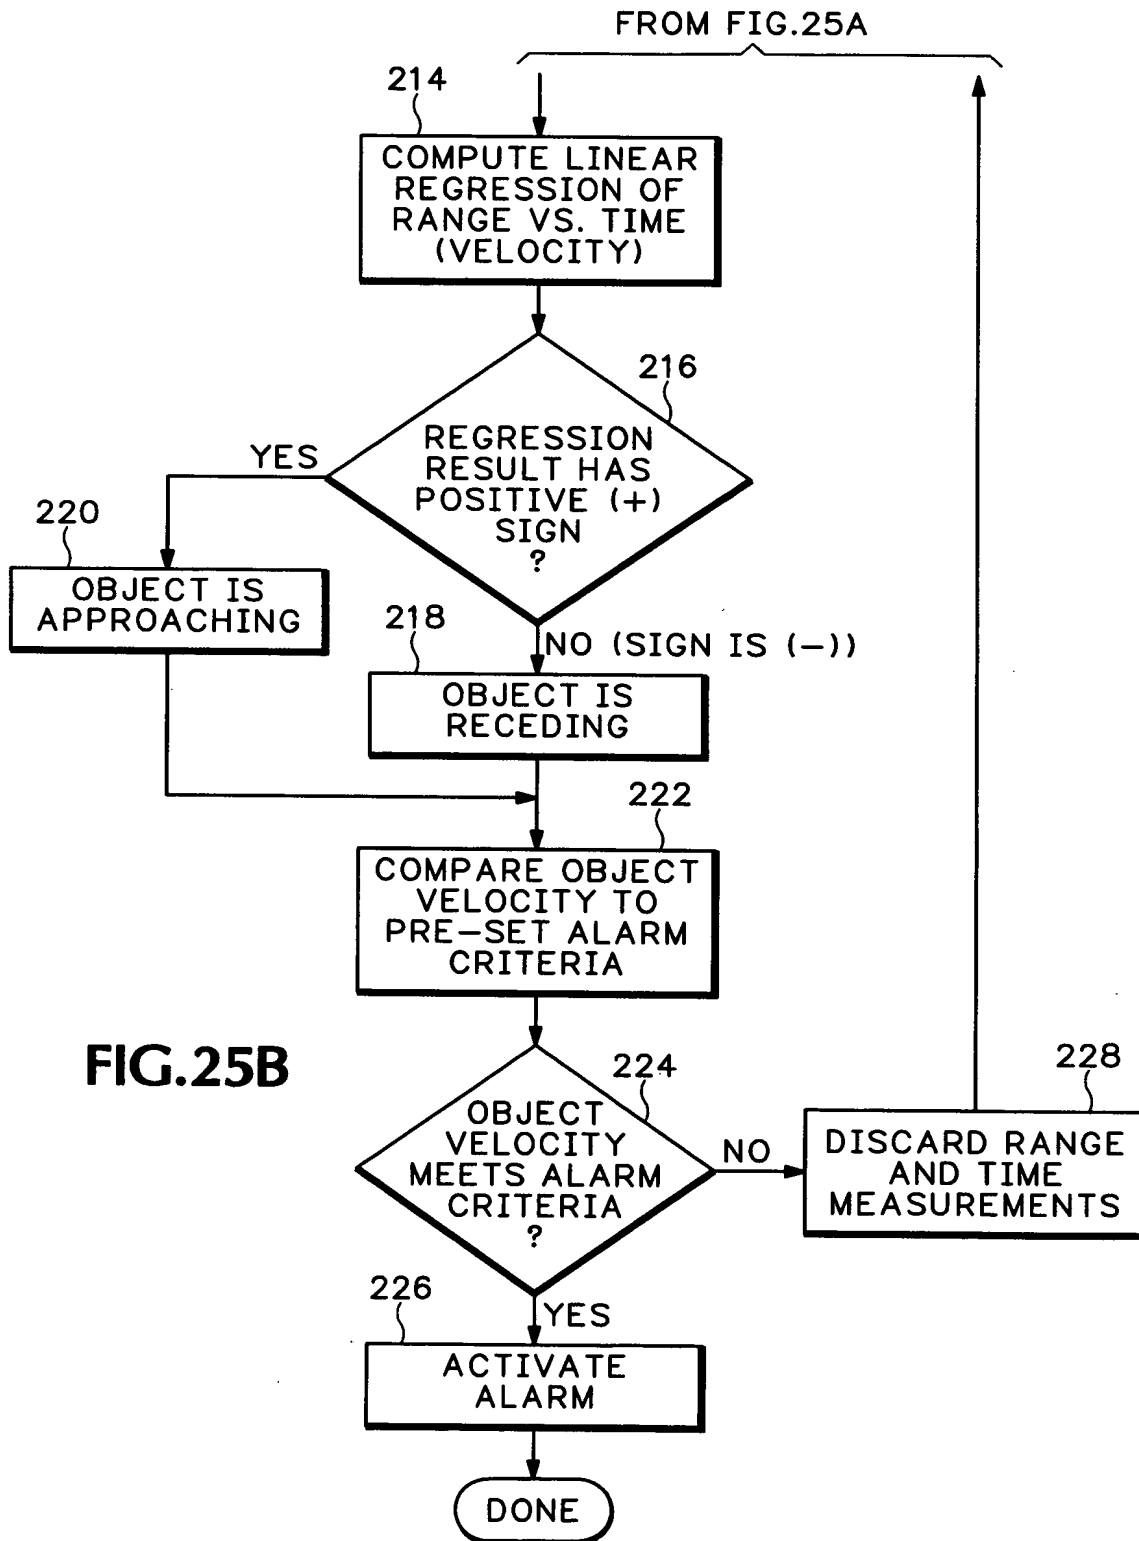 FROM FIG.25A
214
COMPUTE LINEAR
REGRESSION OF
RANGE VS. TIME
(VELOCITY)
216
REGRESSION
RESULT HAS
POSITIVE (+)
SIGN
?
YES
220
OBJECT IS
APPROACHING
218
NO (SIGN IS (−))
OBJECT IS
RECEDING
222
COMPARE OBJECT
VELOCITY TO
PRE−SET ALARM
CRITERIA
FIG.25B
224
OBJECT
VELOCITY
MEETS ALARM
CRITERIA
?
NO
228
DISCARD RANGE
AND TIME
MEASUREMENTS
226
YES
ACTIVATE
ALARM
DONE